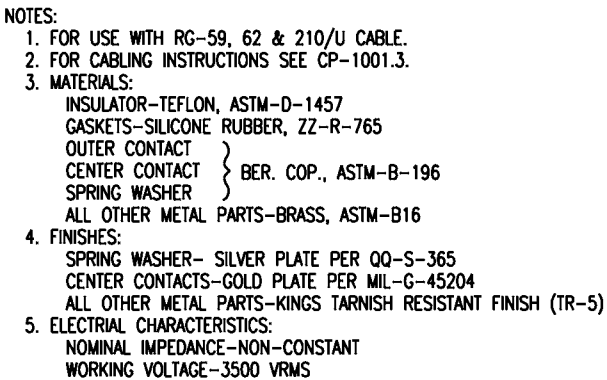 NOTES:
1. FOR USE WITH RG-59, 62 & 210/U CABLE.
2. FOR CABLING INSTRUCTIONS SEE CP-1001.3.
3. MATERIALS:
INSULATOR-TEFLON, ASTM-D-1457
GASKETS-SILICONE RUBBER, ZZ-R-765
OUTER CONTACT
CENTER CONTACT } BER. COP., ASTM-B-196
SPRING WASHER
ALL OTHER METAL PARTS-BRASS, ASTM-B16
4. FINISHES:
SPRING WASHER- SILVER PLATE PER QQ-S-365
CENTER CONTACTS-GOLD PLATE PER MIL-G-45204
ALL OTHER METAL PARTS-KINGS TARNISH RESISTANT FINISH (TR-5)
5. ELECTRIAL CHARACTERISTICS:
NOMINAL IMPEDANCE-NON-CONSTANT
WORKING VOLTAGE-3500 VRMS